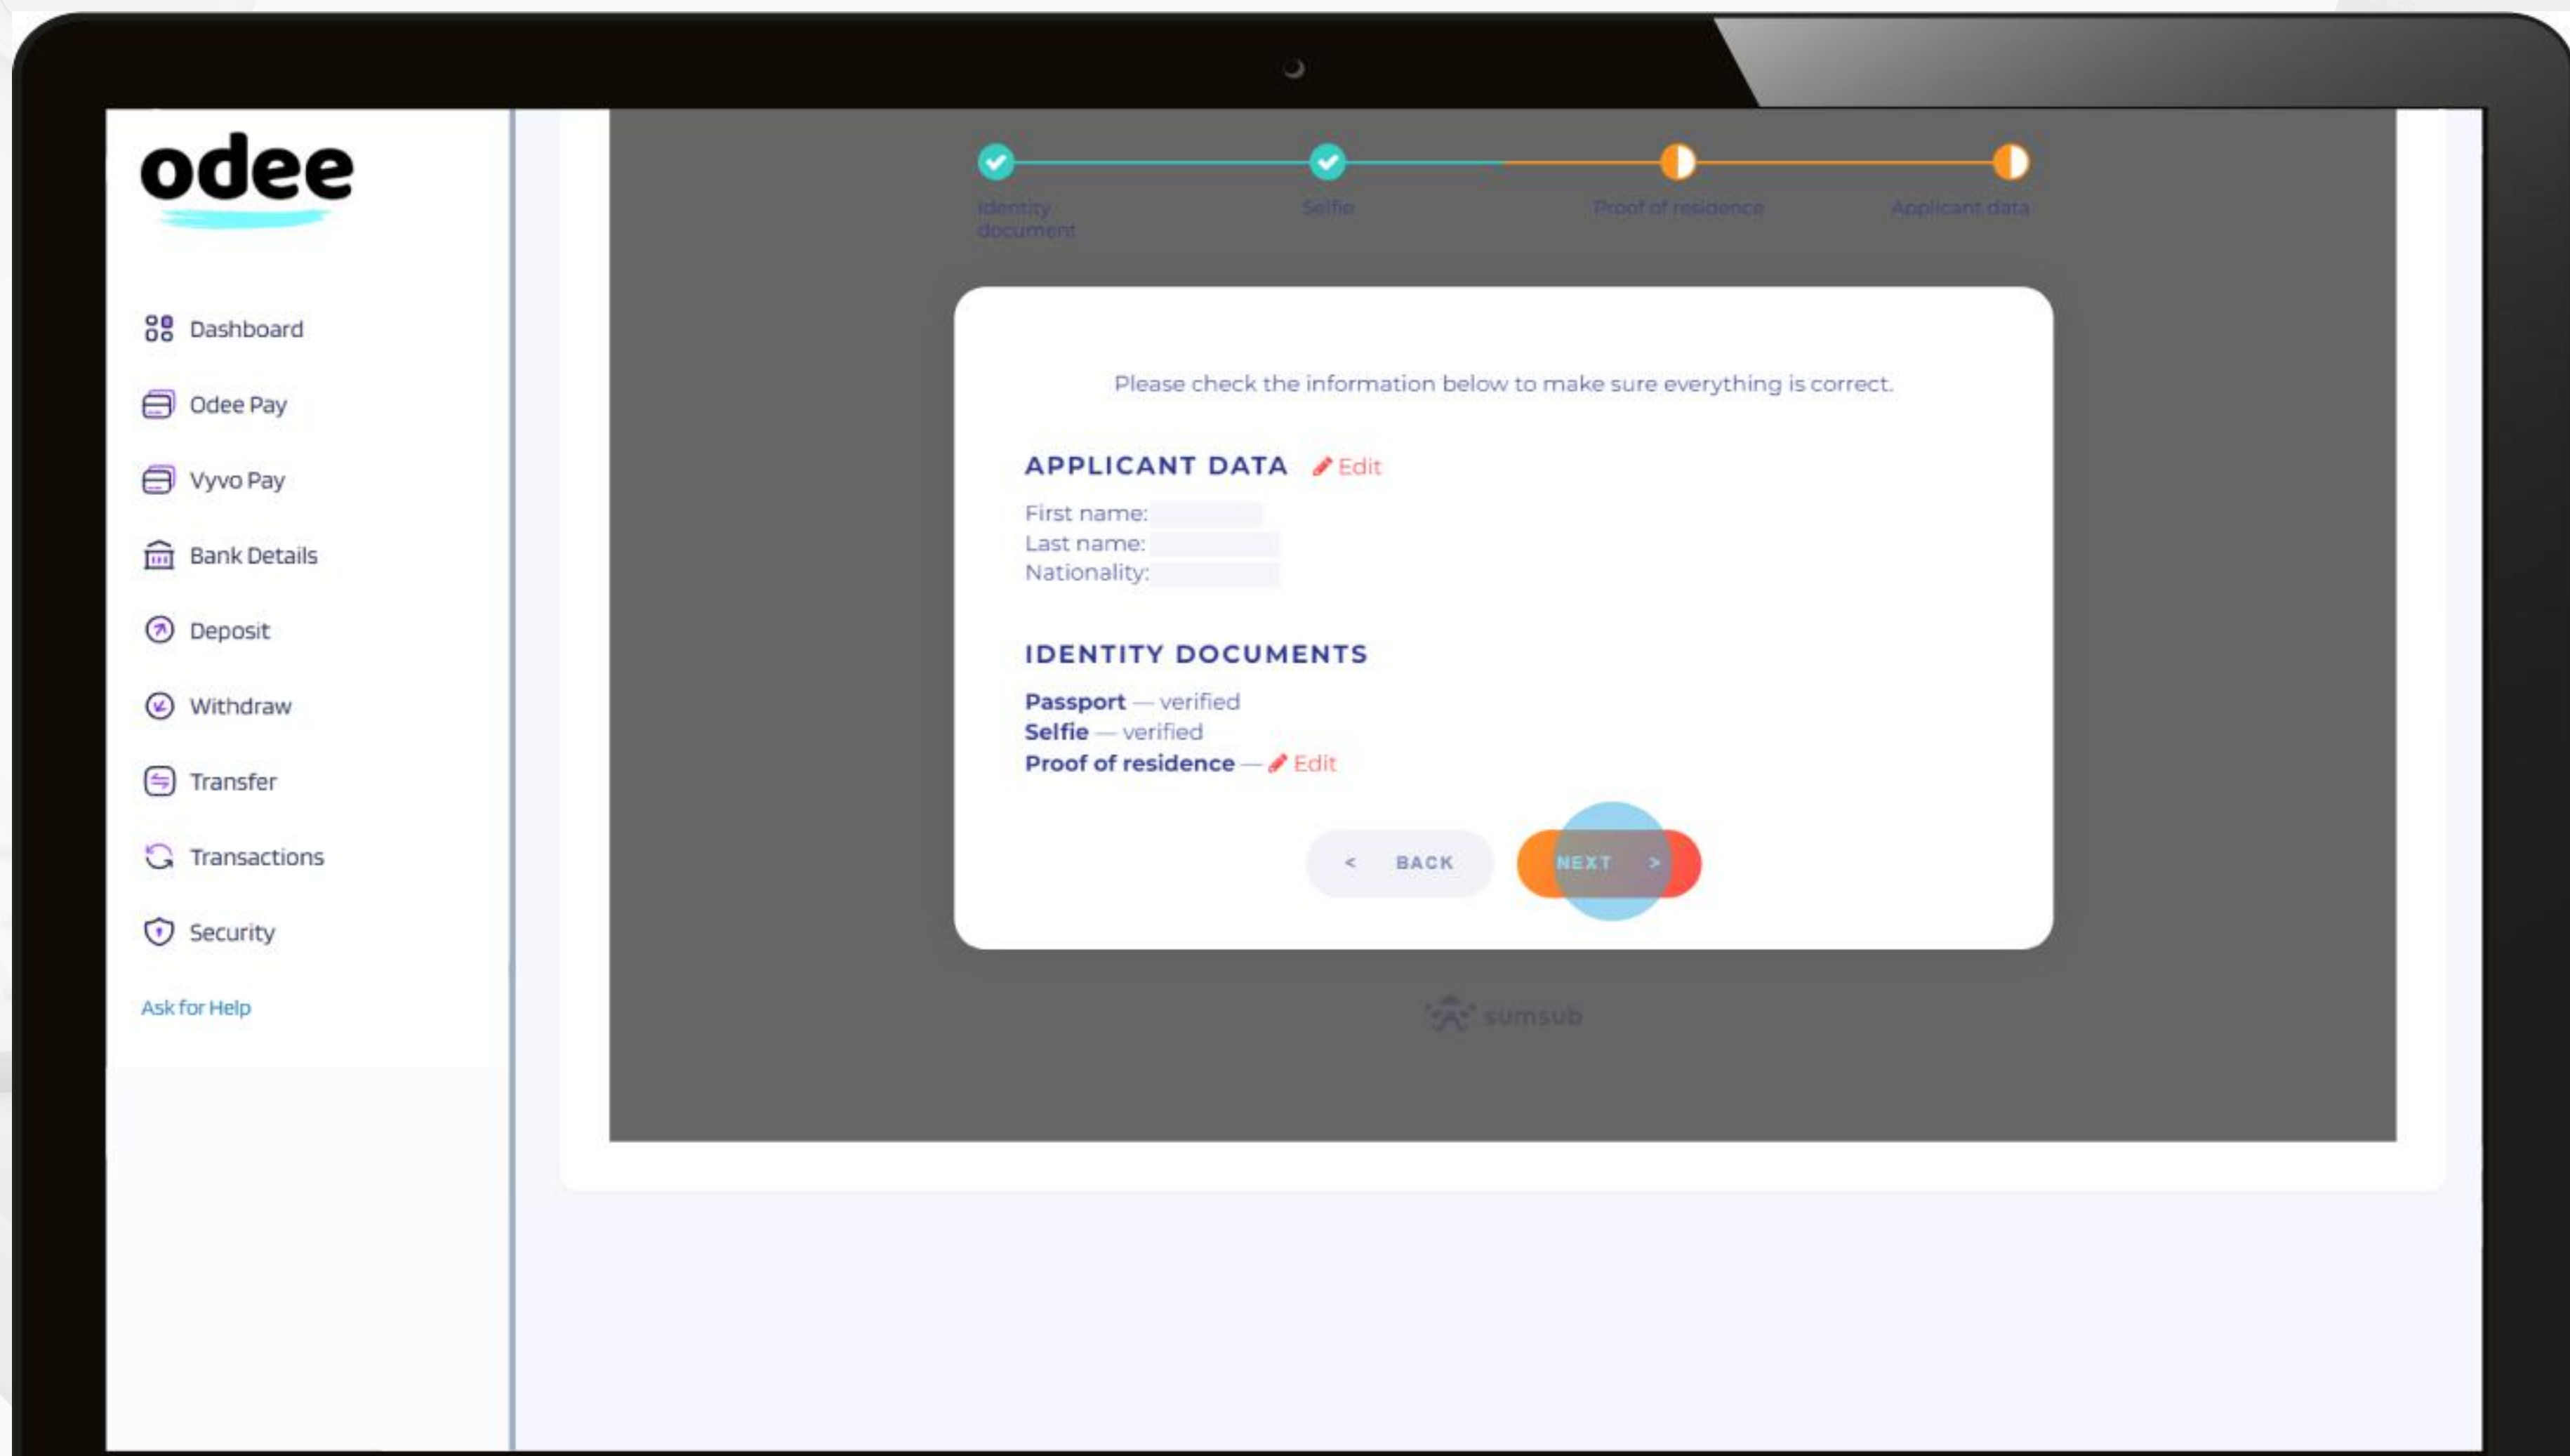 odee
Dashboard
Odee Pay
Vyvo Pay
Bank Details
Deposit
Withdraw
Transfer
Transactions
Security
Ask for Help
Identity
document
Selfie
Proof of residence
Applicant data
Please check the information below to make sure everything is correct.
APPLICANT DATA Edit
First name:
Last name:
Nationality:
IDENTITY DOCUMENTS
Passport — verified
Selfie — verified
Proof of residence — Edit
< BACK
NEXT >
sumsub